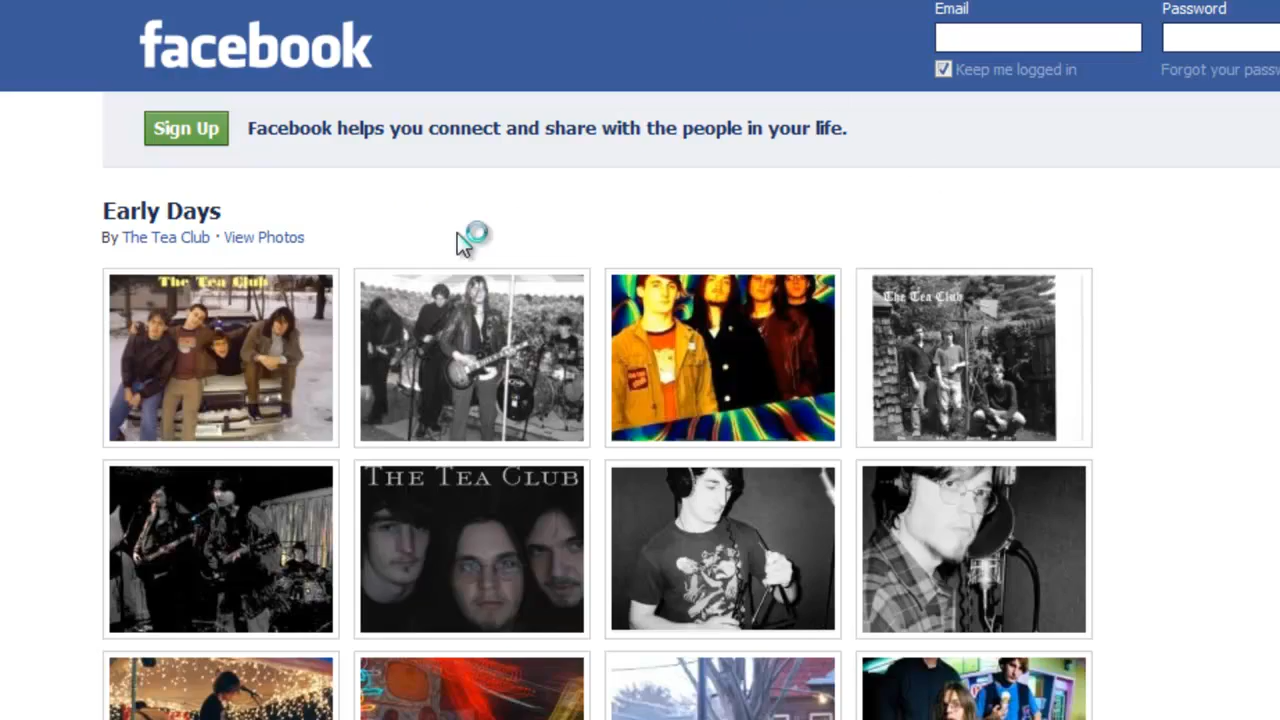 Email Password
facebook
Keep me logged in Forgot your passw
Sign Up Facebook helps you connect and share with the people in your life.
Early Days
By The Tea Club · View Photos
The Tea Club
The Tea Club
THE TEA CLUB